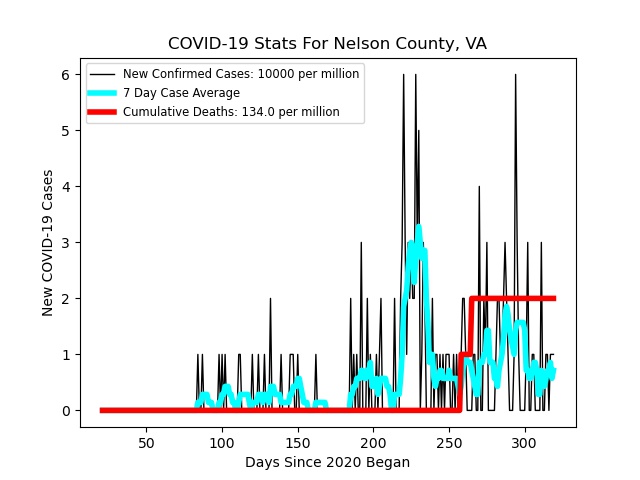 COVID-19 Stats For Nelson County, VA
New Confirmed Cases: 10000 per million
7 Day Case Average
Cumulative Deaths: 134.0 per million
New COVID-19 Cases
6
5
4
3
2
1
0
50 100 150 200 250 300
Days Since 2020 Began